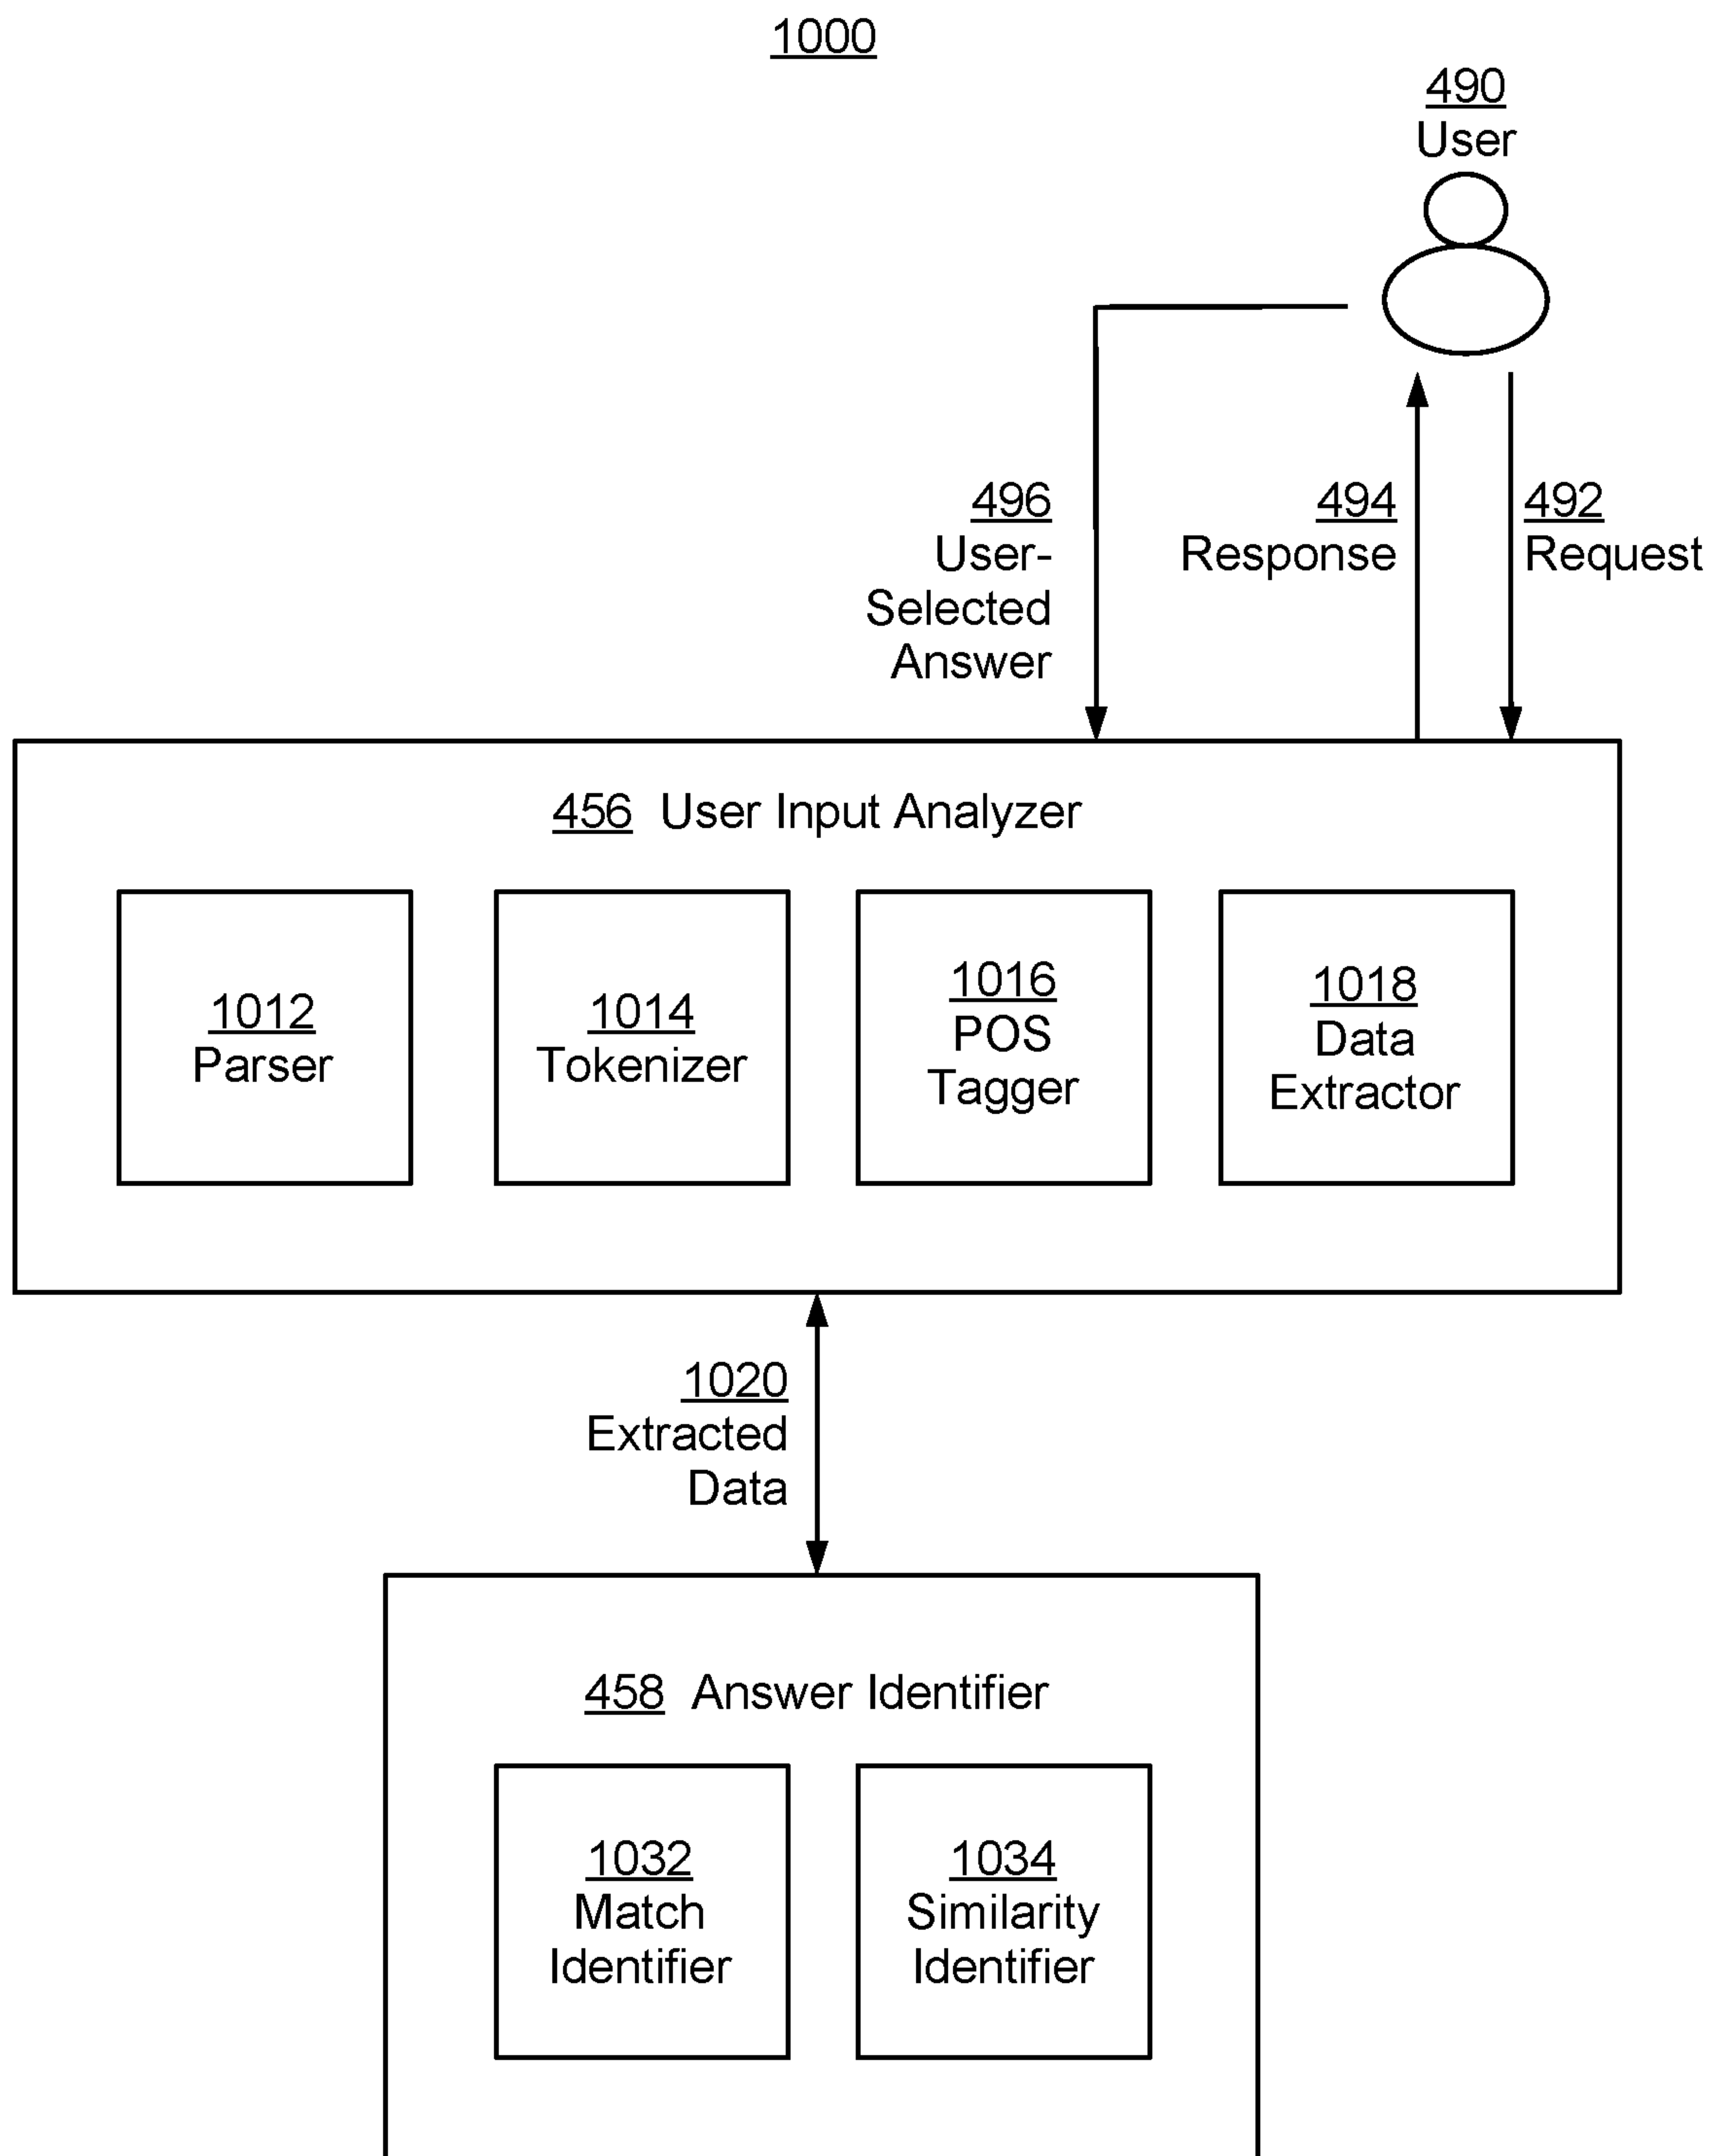 1000
490
User
496
User-
Selected
Answer
494
Response
492
Request
456 User Input Analyzer
1012
Parser
1014
Tokenizer
1016
POS
Tagger
1018
Data
Extractor
1020
Extracted
Data
458 Answer Identifier
1032
Match
Identifier
1034
Similarity
Identifier